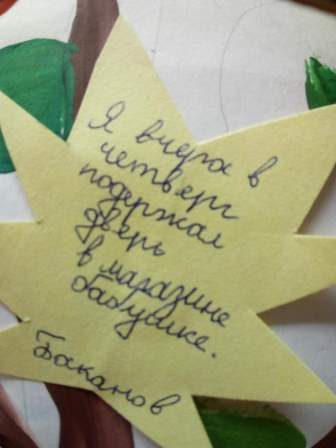 Я вчера в
четверг
подержал
дверь
в магазине
бабушке.
Баканов